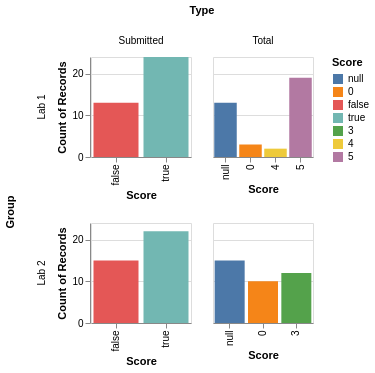 Type
Submitted
Total
Group
Lab 1
Count of Records
20
10
0
false
true
Score
null
0
4
5
Score
Score
null
0
false
true
3
4
5
Lab 2
Count of Records
20
10
0
false
true
Score
null
0
3
Score